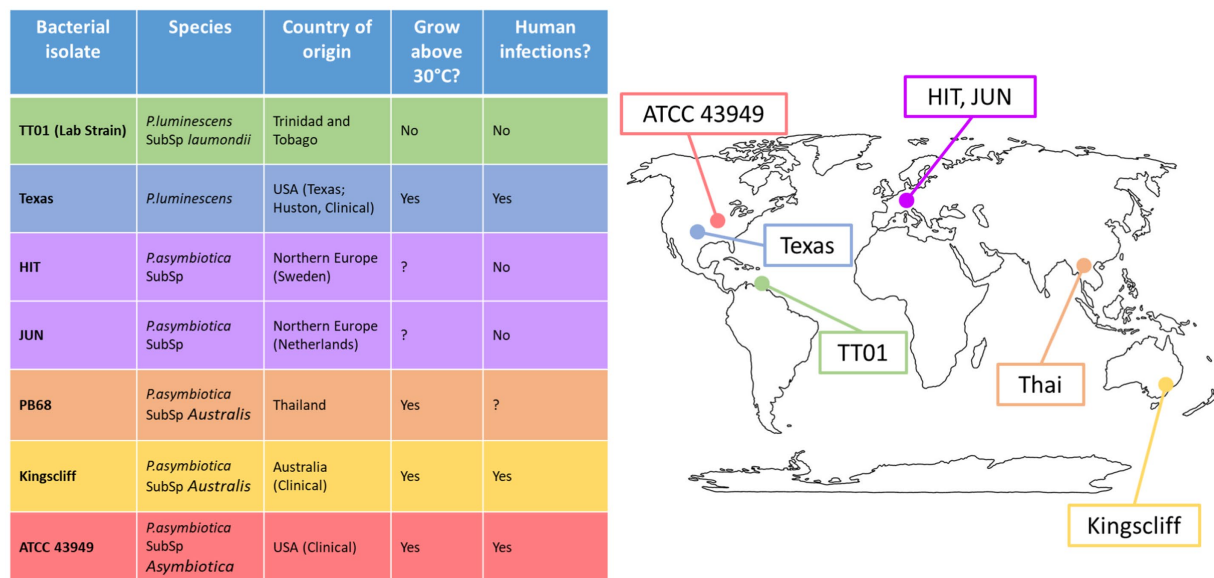 Bacterial isolate
Species
Country of origin
Grow above 30°C?
Human infections?
TT01 (Lab Strain)
P.luminescens
SubSp laumondii
Trinidad and
Tobago
No
No
Texas
P.luminescens
USA (Texas;
Huston, Clinical)
Yes
Yes
HIT
P.asymbiotica
SubSp
Northern Europe
(Sweden)
?
No
JUN
P.asymbiotica
SubSp
Northern Europe
(Netherlands)
?
No
PB68
P.asymbiotica
SubSp Australis
Thailand
Yes
?
Kingscliff
P.asymbiotica
SubSp Australis
Australia
(Clinical)
Yes
Yes
ATCC 43949
P.asymbiotica
SubSp
Asymbiotica
USA (Clinical)
Yes
Yes
HIT, JUN
ATCC 43949
Texas
TT01
Thai
Kingscliff